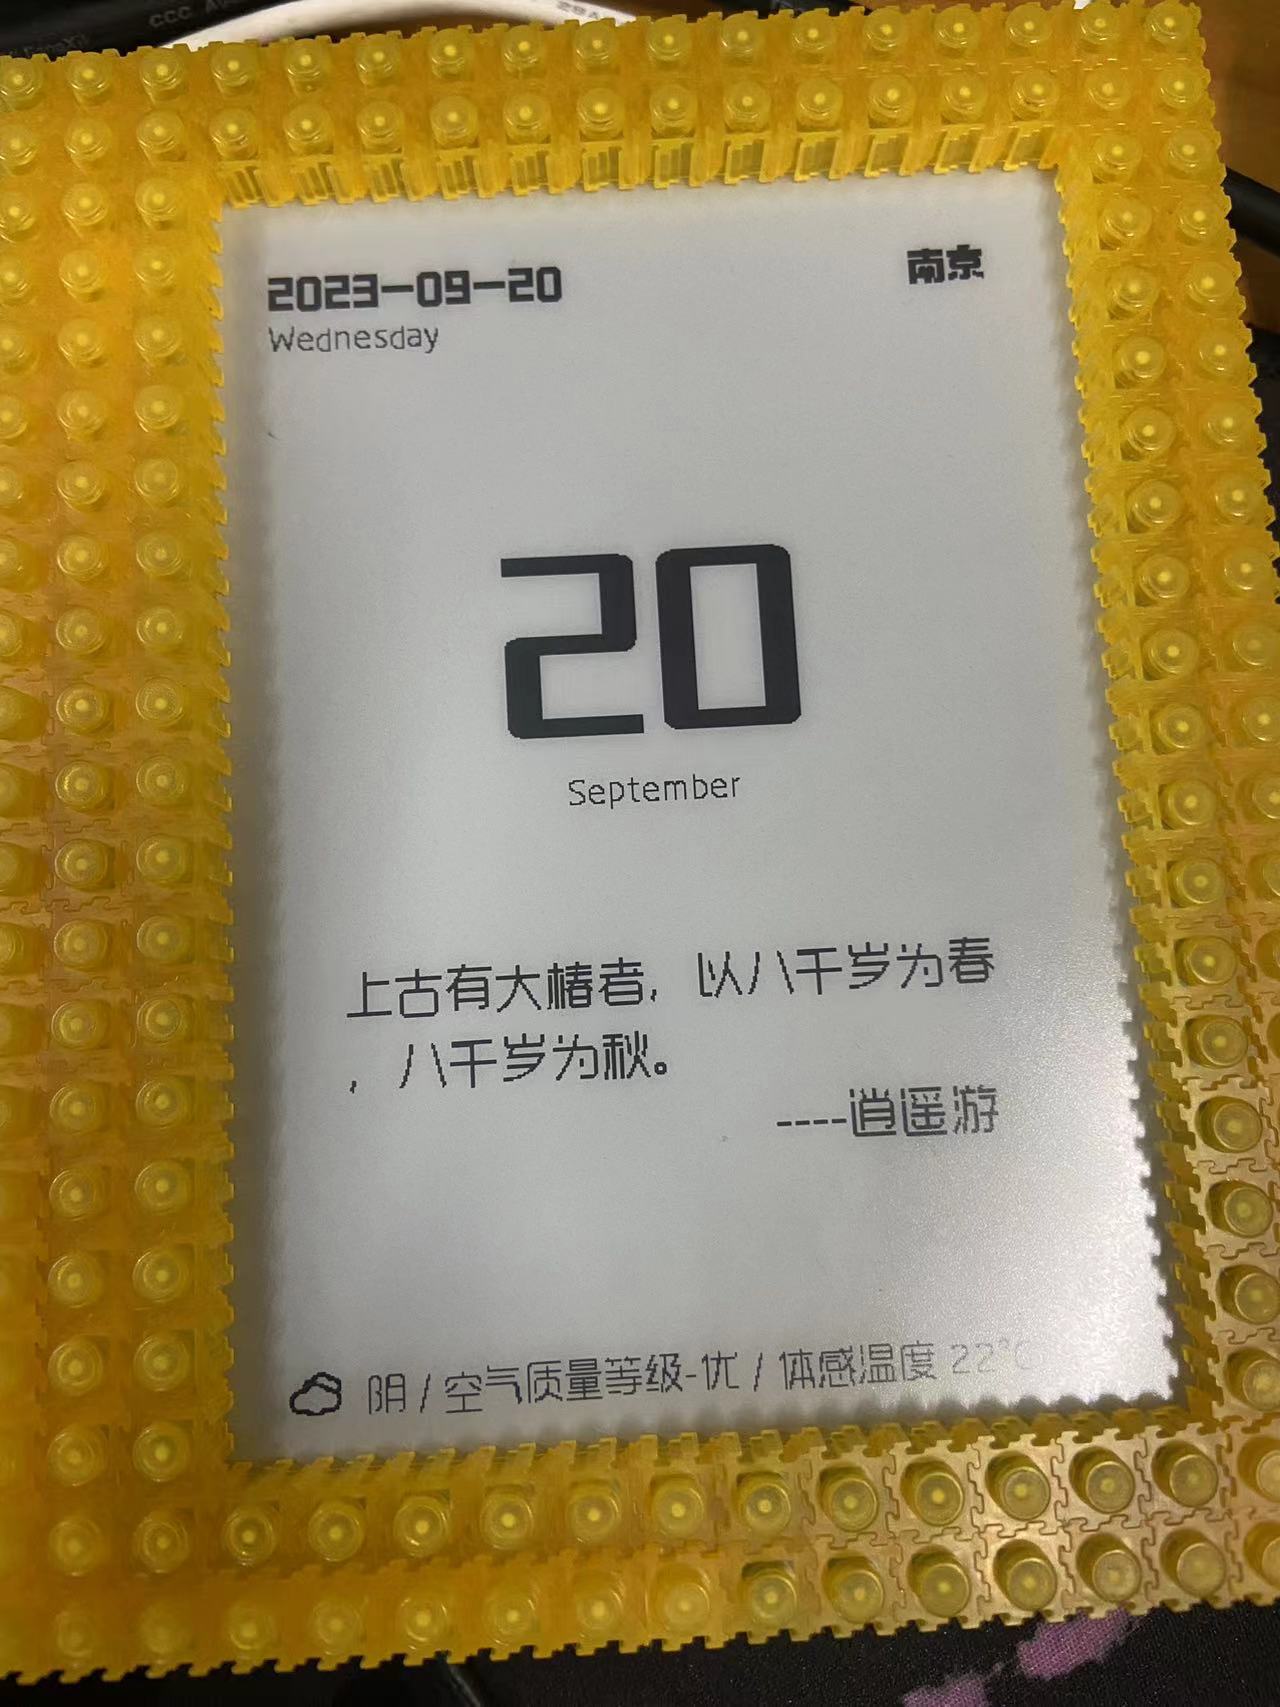 CCC
2023-09-20
南京
Wednesday
20
September
上古有大椿者，以八千岁为春
，八千岁为秋。
----逍遥游
阴 / 空气质量等级-优 / 体感温度 22°C